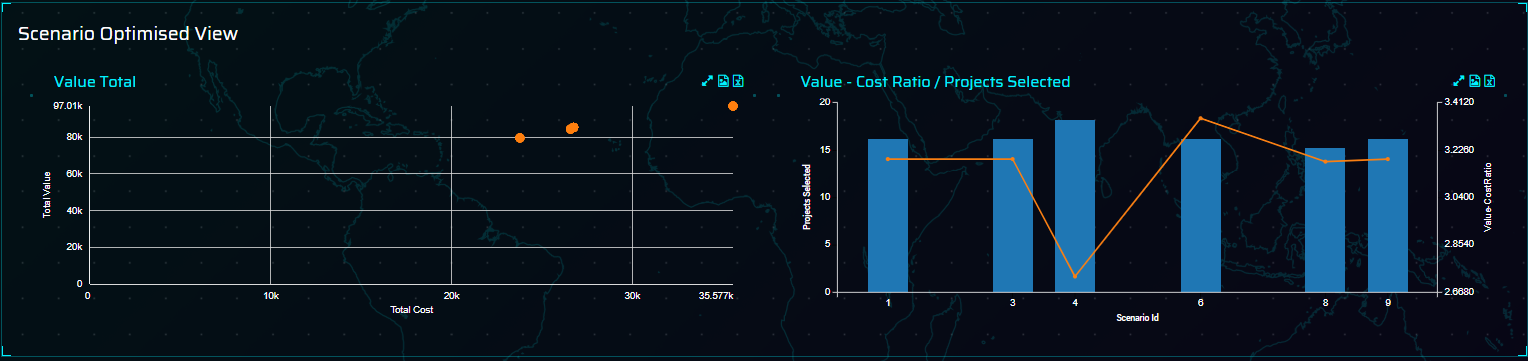 Scenario Optimised View
Value Total
97.01k
80k
60k
40k
20k
0
Total Value
0 10k 20k 30k 35.577k
Total Cost
Value - Cost Ratio / Projects Selected
20
15
10
5
0
Projects Selected
3.4120
3.2260
3.0400
2.8540
2.6680
Value-CostRatio
1 3 4 6 8 9
Scenario Id